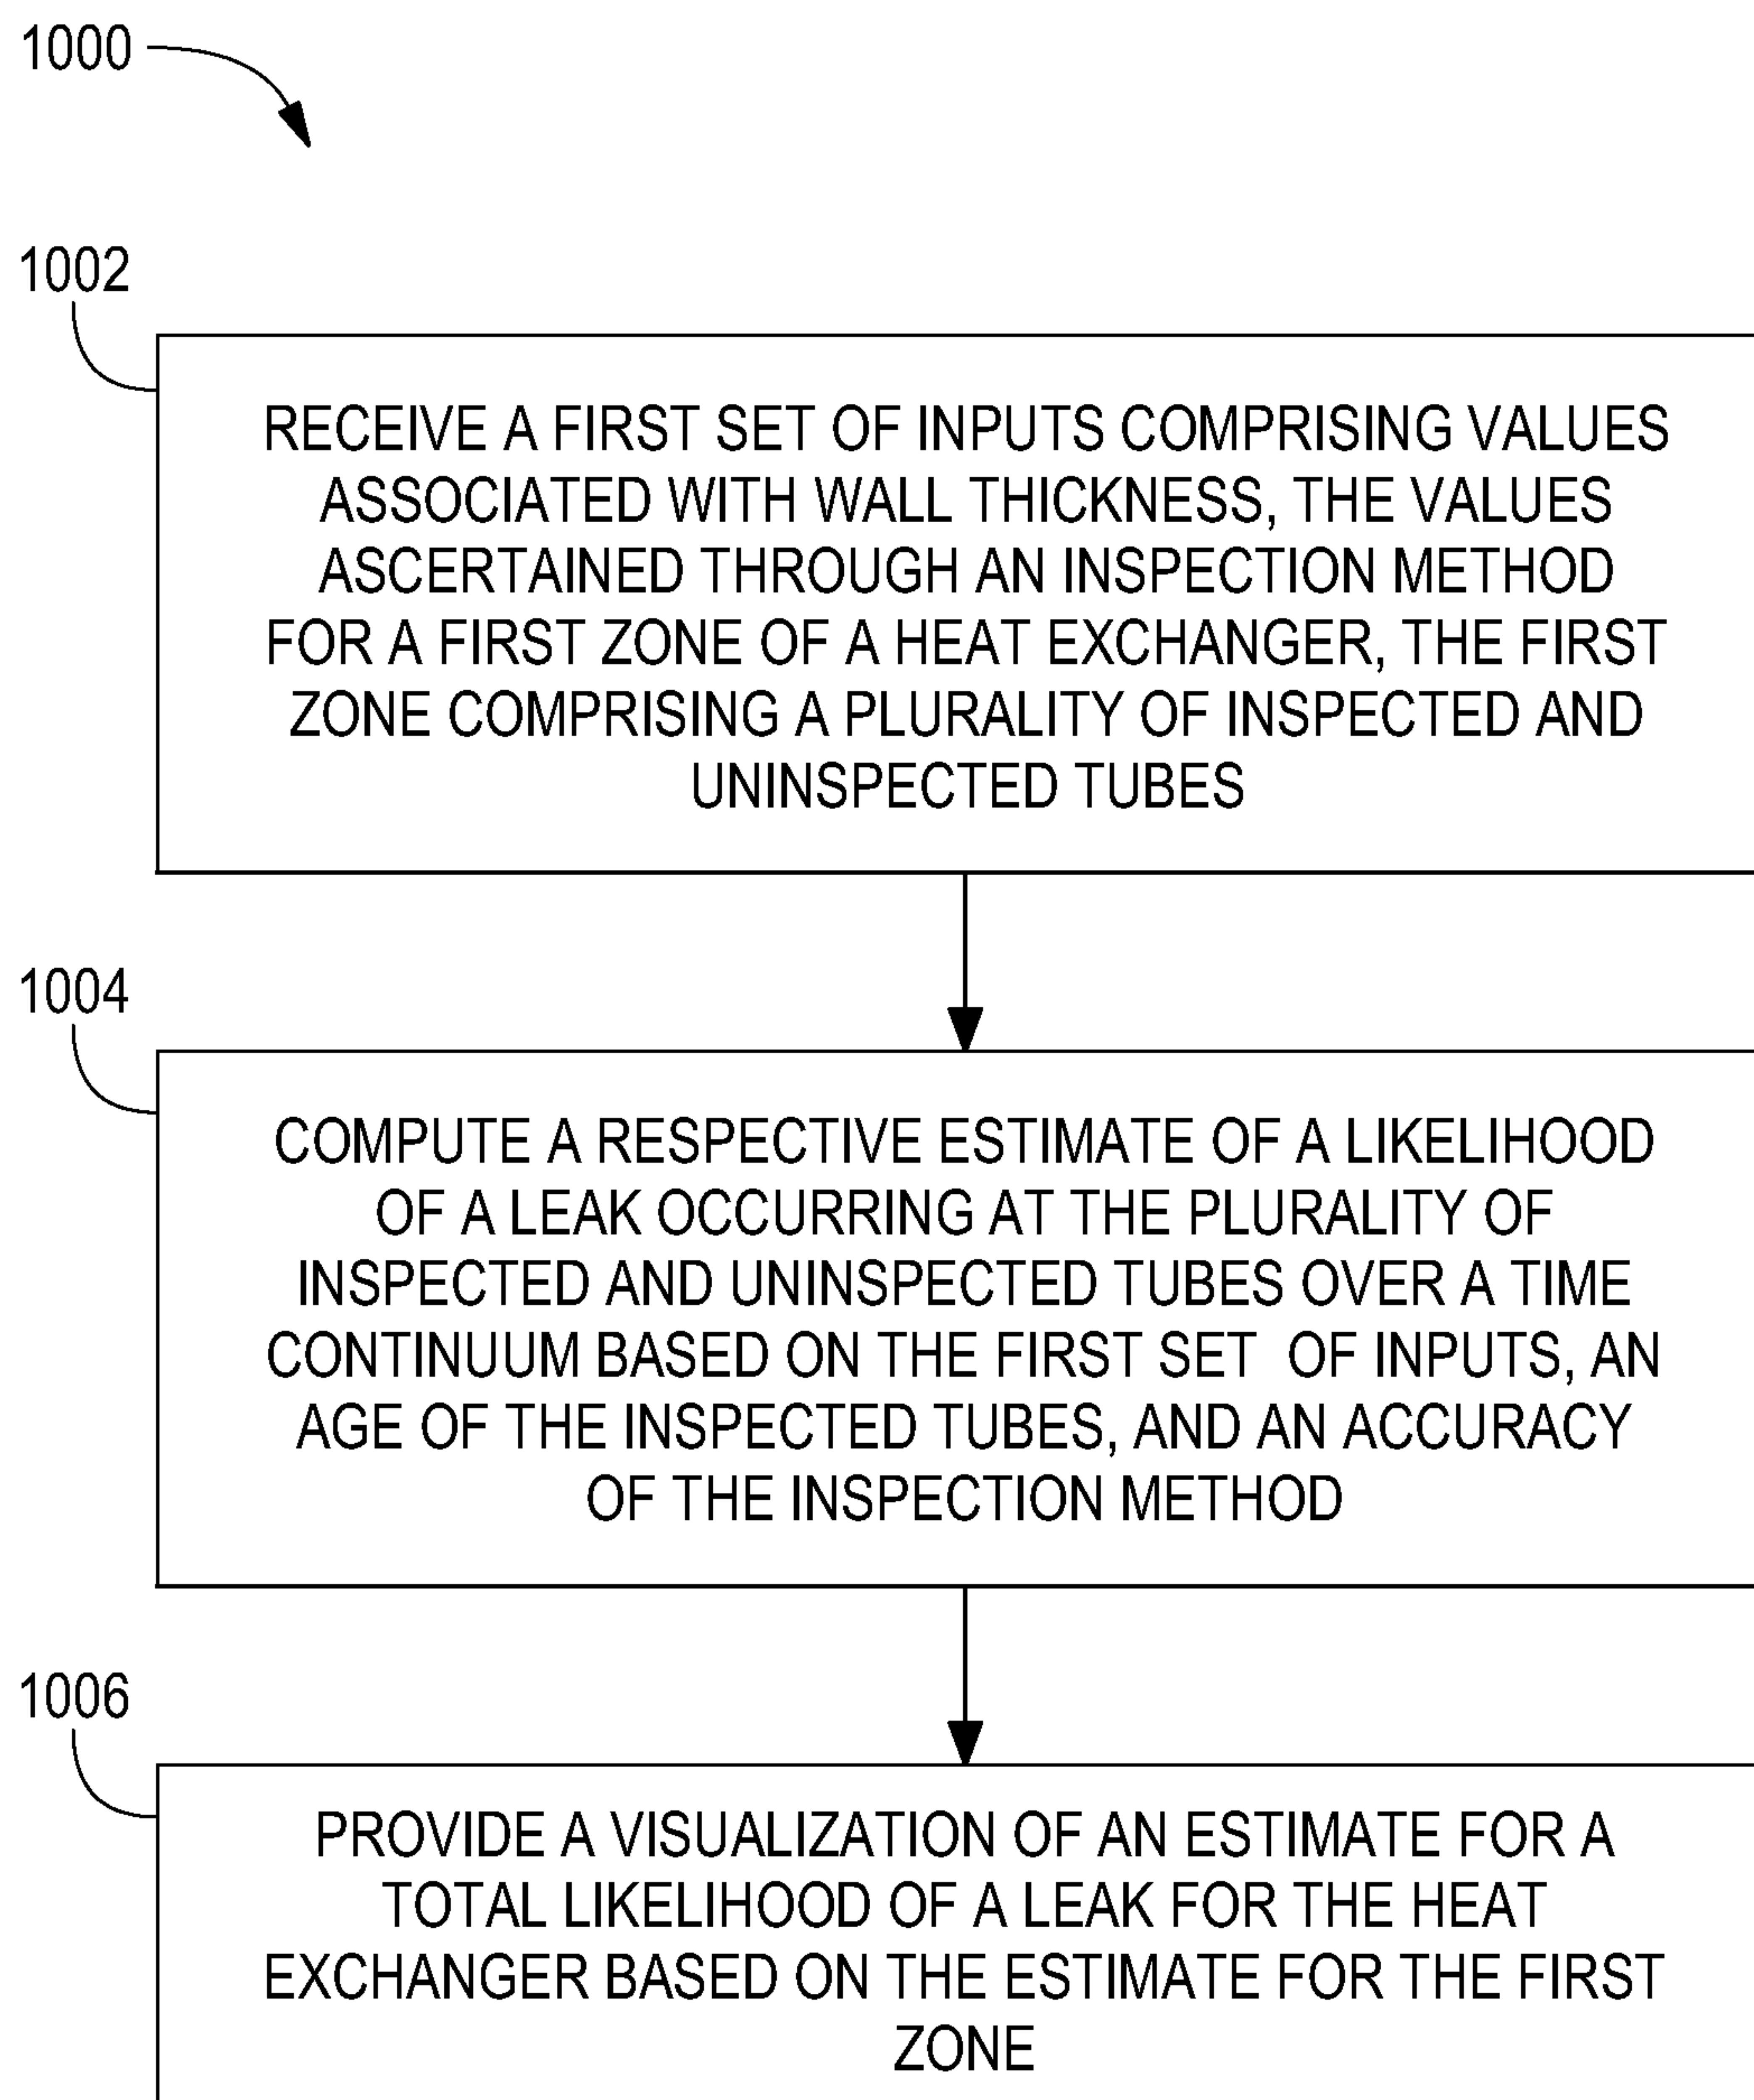 1000
1002
RECEIVE A FIRST SET OF INPUTS COMPRISING VALUES
ASSOCIATED WITH WALL THICKNESS, THE VALUES
ASCERTAINED THROUGH AN INSPECTION METHOD
FOR A FIRST ZONE OF A HEAT EXCHANGER, THE FIRST
ZONE COMPRISING A PLURALITY OF INSPECTED AND
UNINSPECTED TUBES
1004
COMPUTE A RESPECTIVE ESTIMATE OF A LIKELIHOOD
OF A LEAK OCCURRING AT THE PLURALITY OF
INSPECTED AND UNINSPECTED TUBES OVER A TIME
CONTINUUM BASED ON THE FIRST SET OF INPUTS, AN
AGE OF THE INSPECTED TUBES, AND AN ACCURACY
OF THE INSPECTION METHOD
1006
PROVIDE A VISUALIZATION OF AN ESTIMATE FOR A
TOTAL LIKELIHOOD OF A LEAK FOR THE HEAT
EXCHANGER BASED ON THE ESTIMATE FOR THE FIRST
ZONE